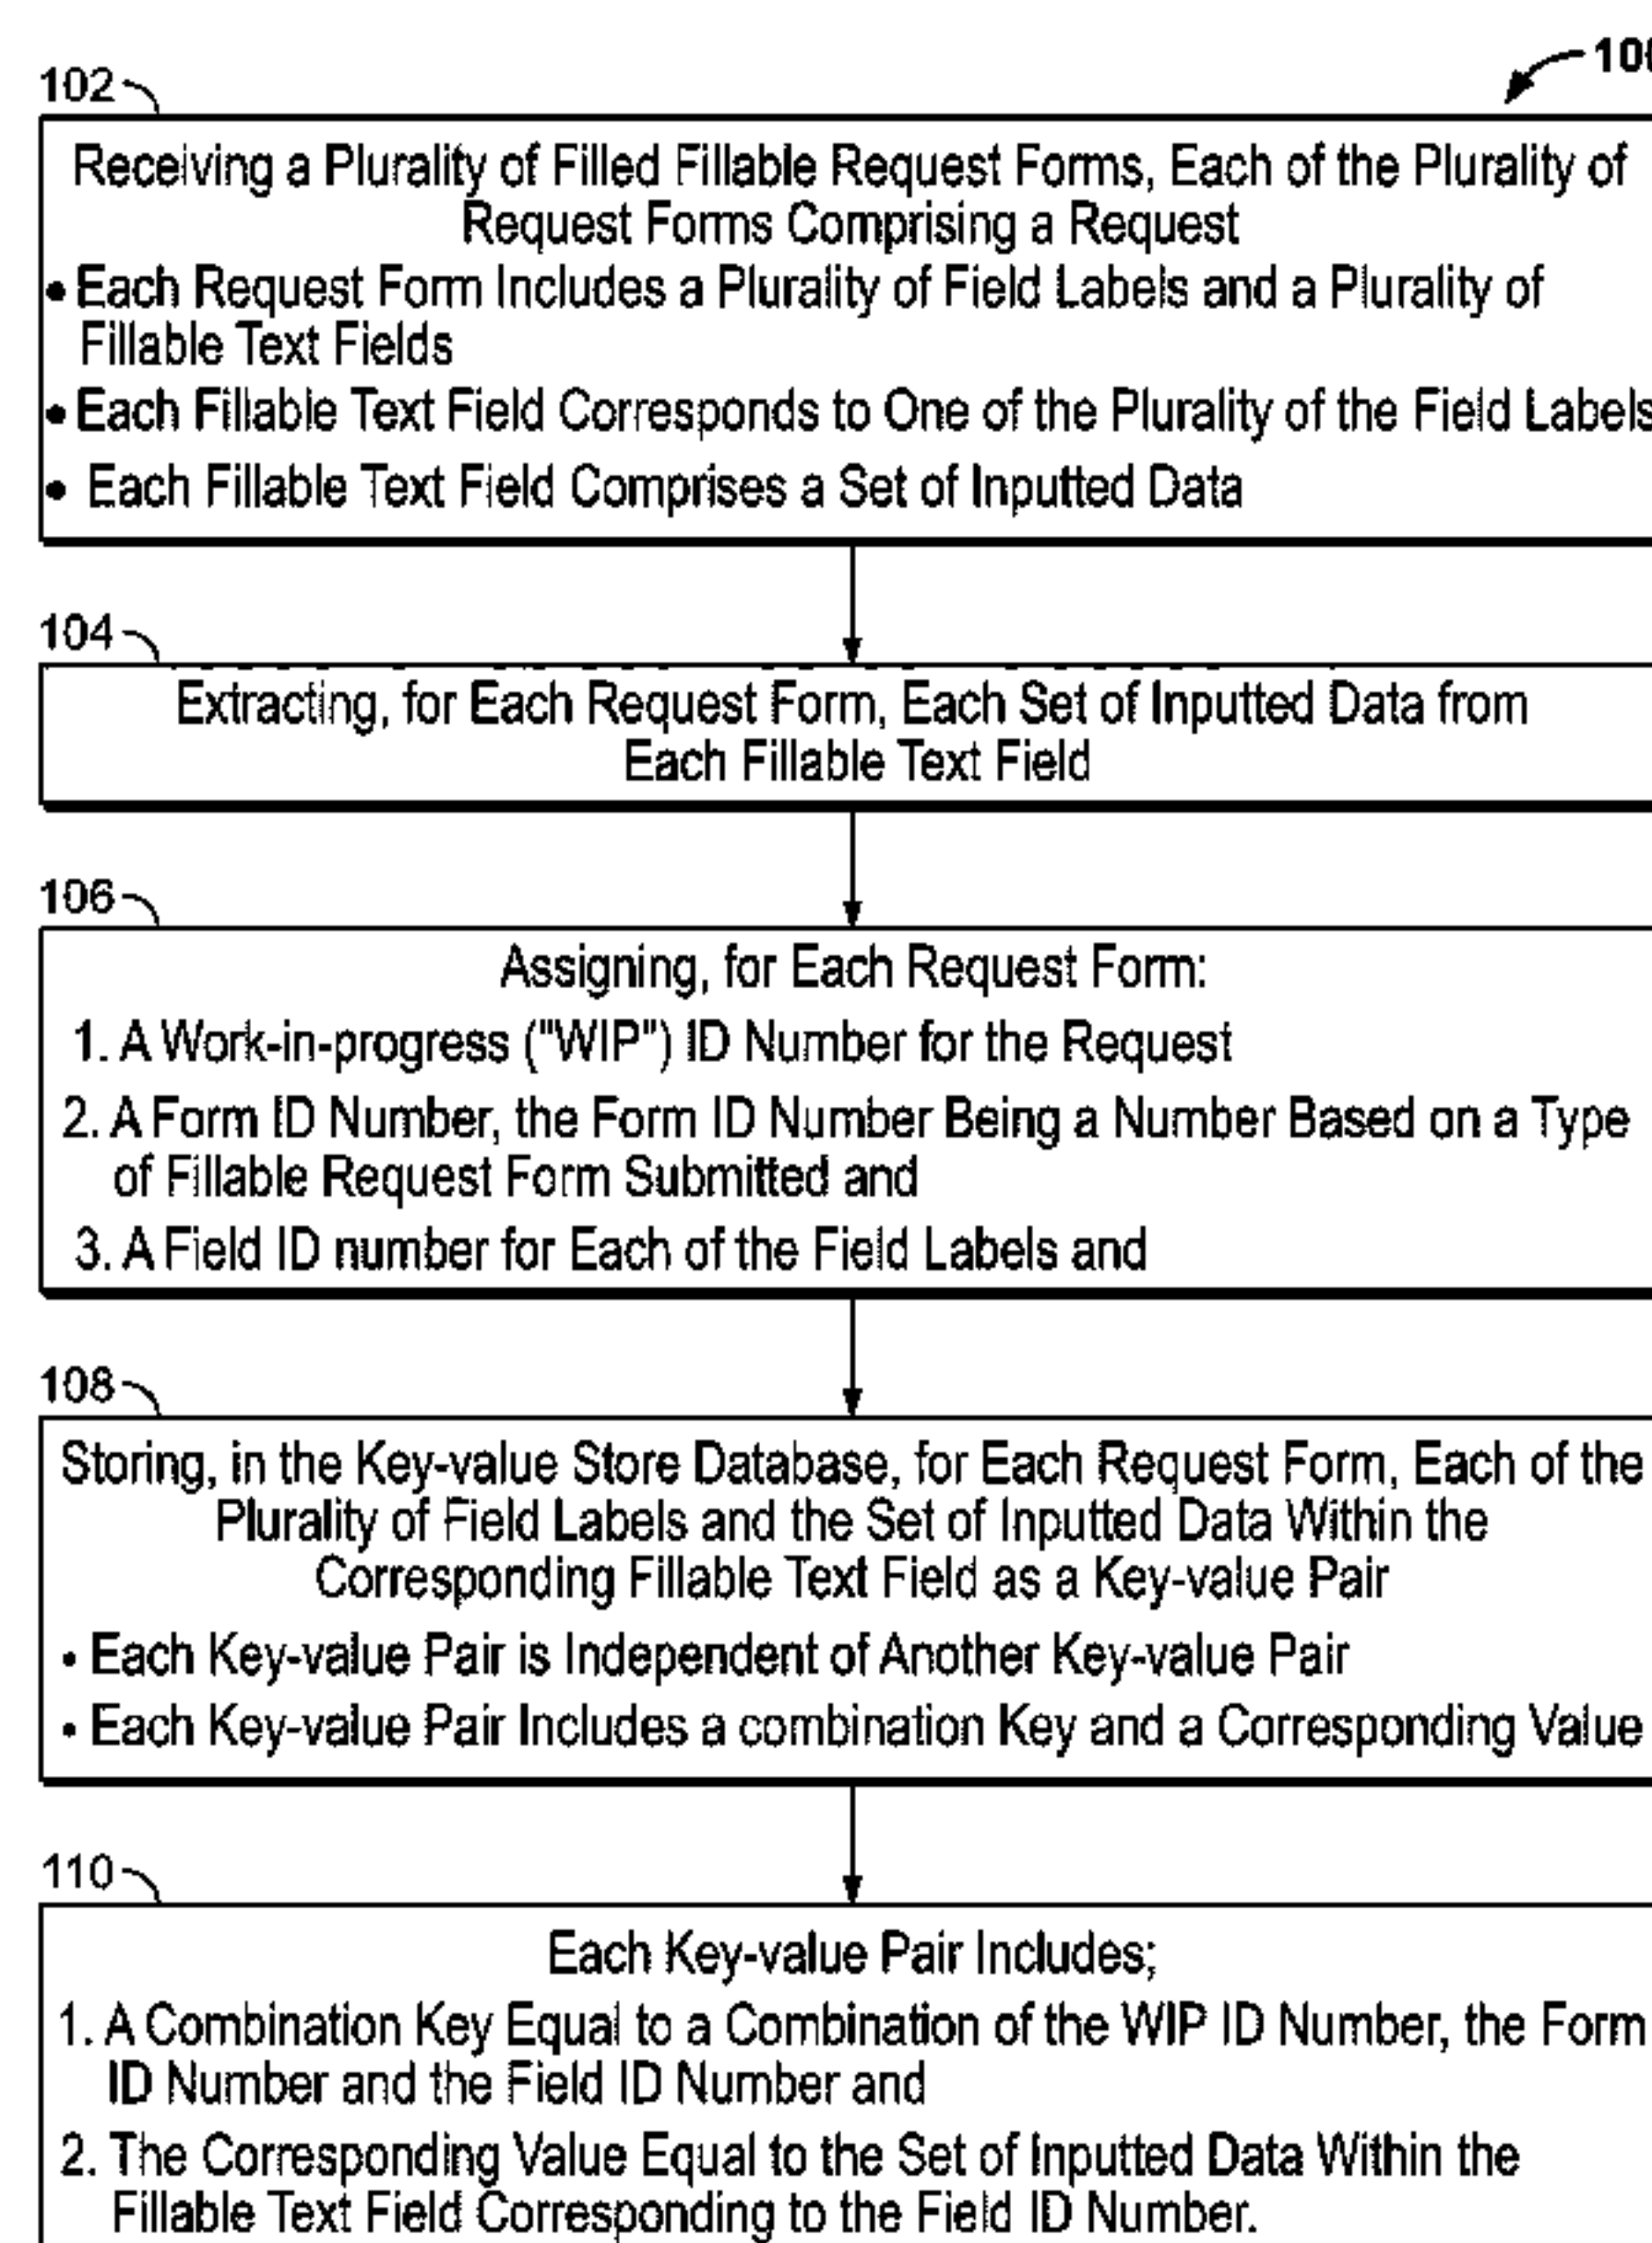 102
Receiving a Plurality of Filled Fillable Request Forms, Each of the Plurality of
Request Forms Comprising a Request
• Each Request Form Includes a Plurality of Field Labels and a Plurality of
Fillable Text Fields
• Each Fillable Text Field Corresponds to One of the Plurality of the Field Labels
• Each Fillable Text Field Comprises a Set of Inputted Data
104
Extracting, for Each Request Form, Each Set of Inputted Data from
Each Fillable Text Field
106
Assigning, for Each Request Form:
1. A Work-in-progress ("WIP") ID Number for the Request
2. A Form ID Number, the Form ID Number Being a Number Based on a Type
of Fillable Request Form Submitted and
3. A Field ID number for Each of the Field Labels and
108
Storing, in the Key-value Store Database, for Each Request Form, Each of the
Plurality of Field Labels and the Set of Inputted Data Within the
Corresponding Fillable Text Field as a Key-value Pair
• Each Key-value Pair is Independent of Another Key-value Pair
• Each Key-value Pair Includes a combination Key and a Corresponding Value
110
Each Key-value Pair Includes;
1. A Combination Key Equal to a Combination of the WIP ID Number, the Form
ID Number and the Field ID Number and
2. The Corresponding Value Equal to the Set of Inputted Data Within the
Fillable Text Field Corresponding to the Field ID Number.